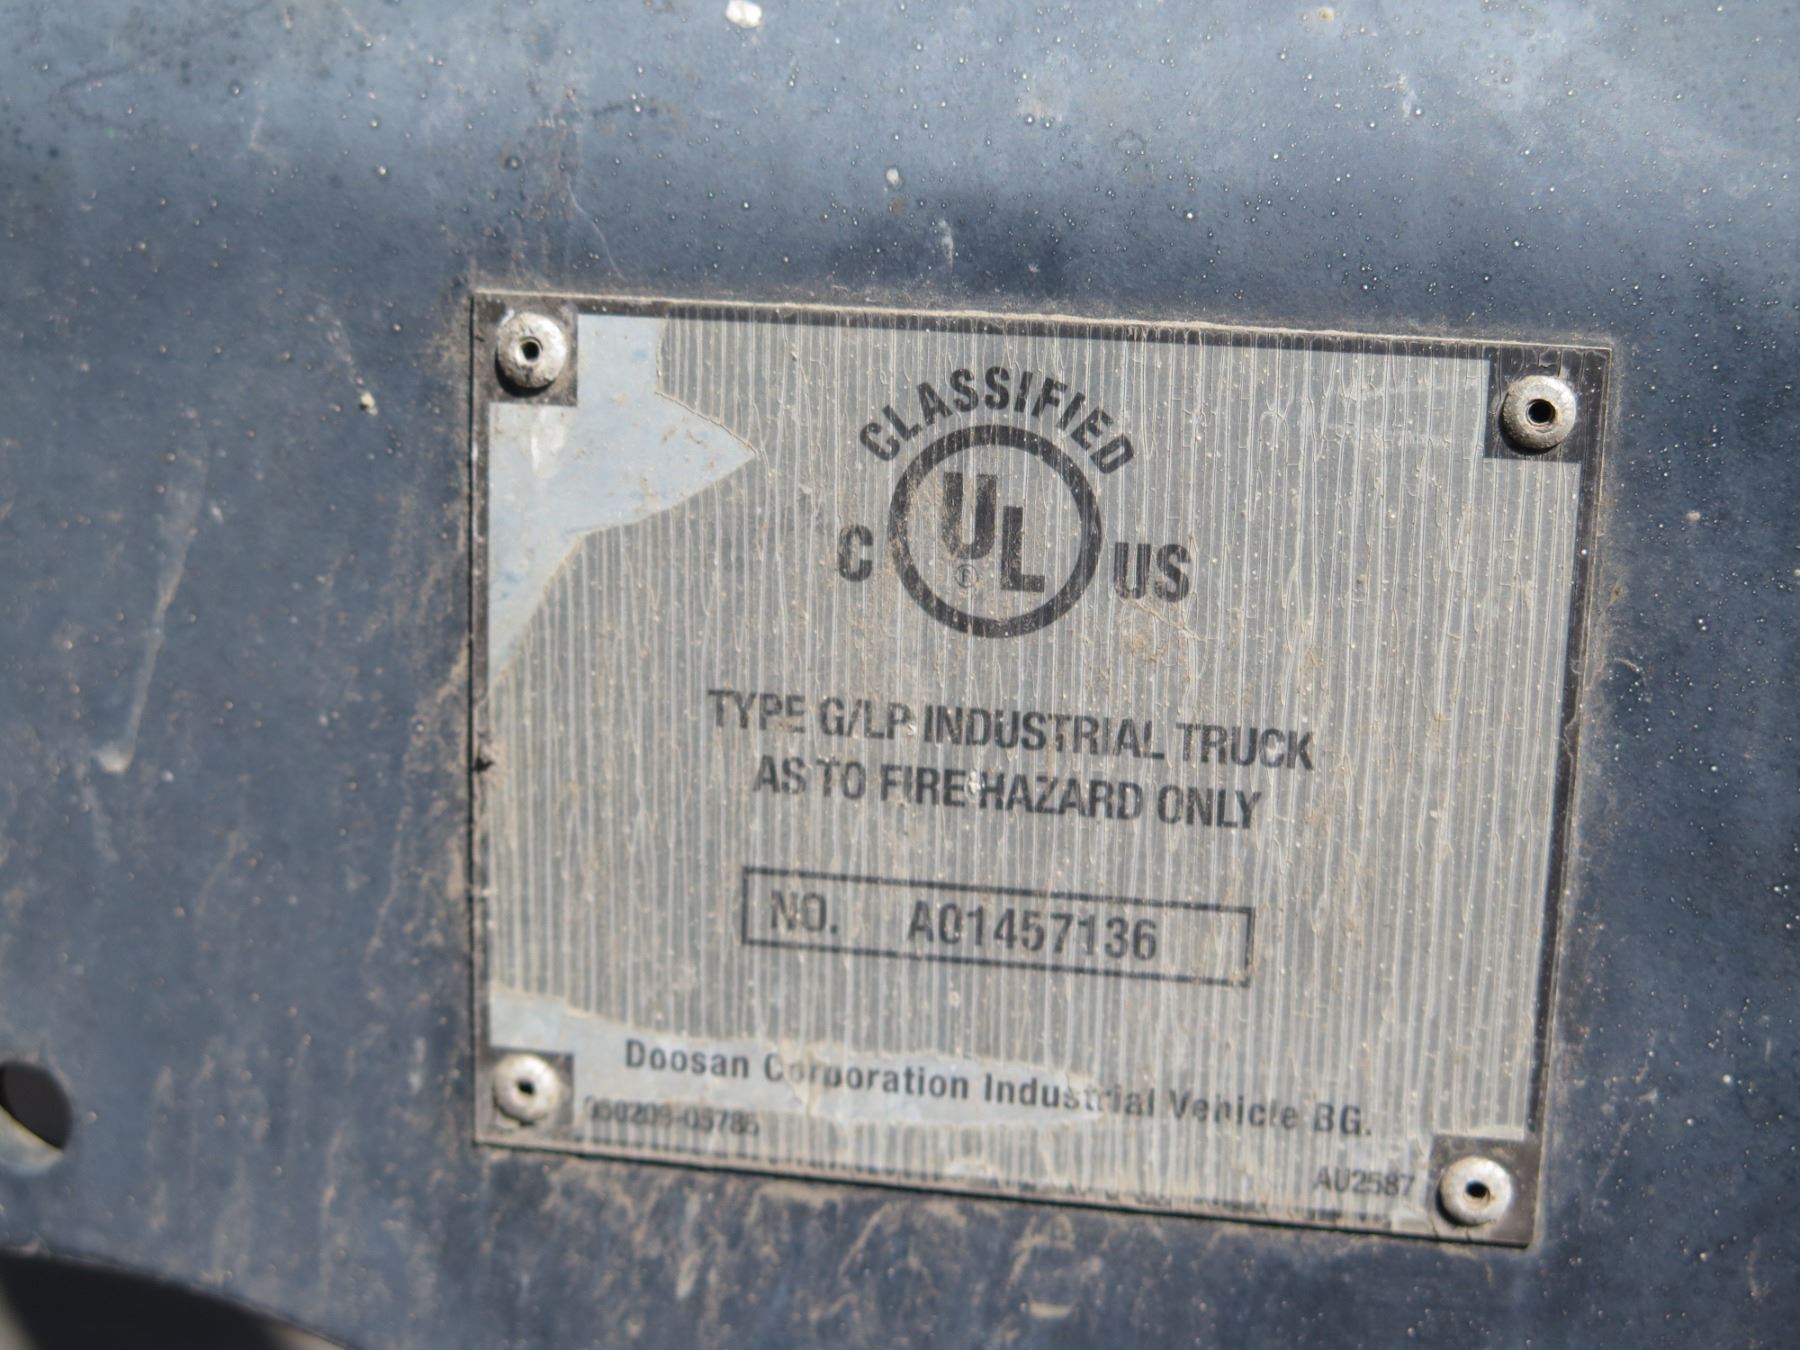 CLASSIFIED
C UL US
®
TYPE G/LP INDUSTRIAL TRUCK
AS TO FIRE HAZARD ONLY
NO. A01457136
Doosan Corporation Industrial Vehicle BG.
AU2587